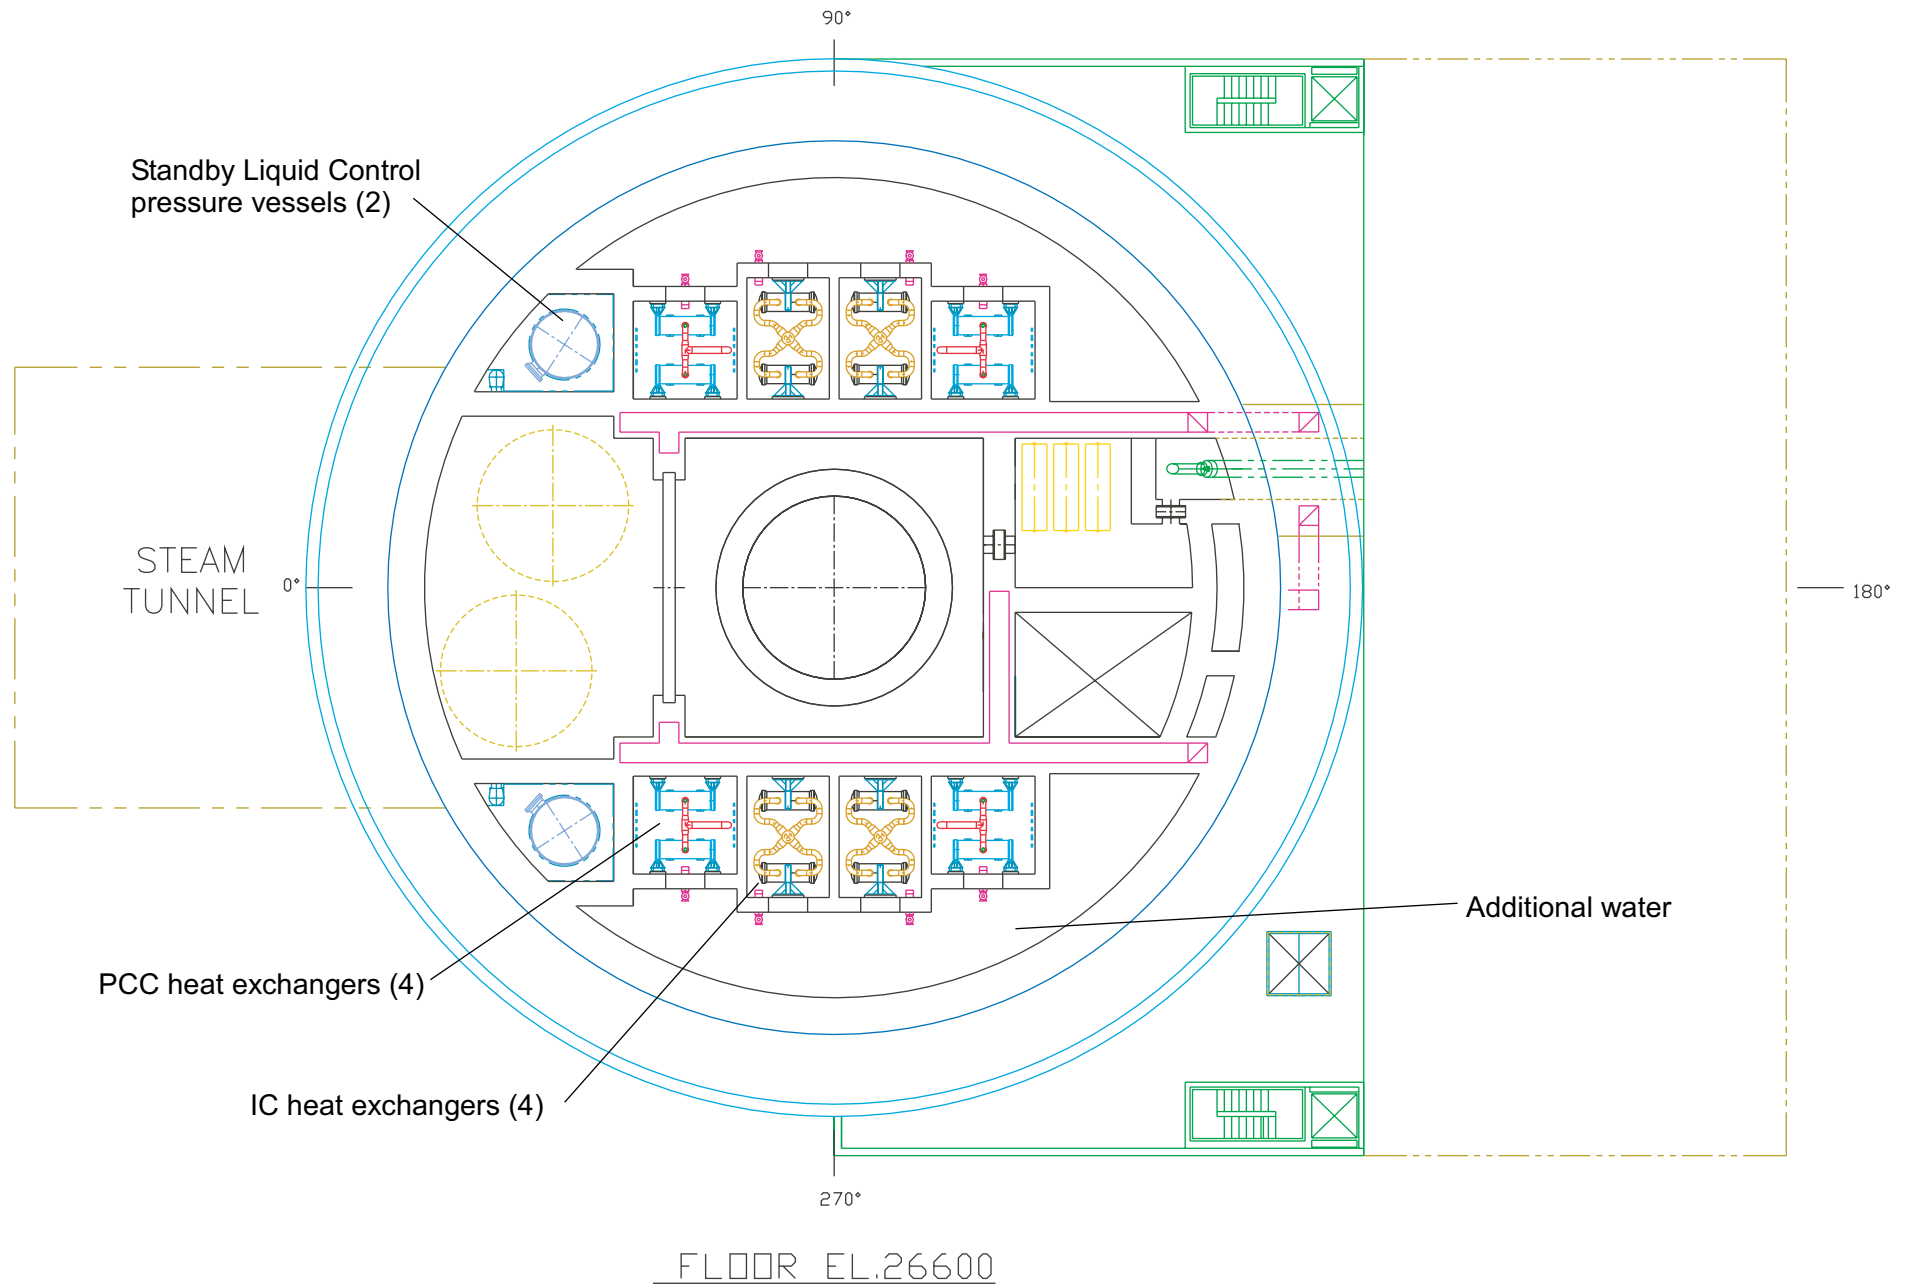 90°
Standby Liquid Control
pressure vessels (2)
STEAM
TUNNEL
0°
180°
Additional water
PCC heat exchangers (4)
IC heat exchangers (4)
270°
FLOOR EL.26600